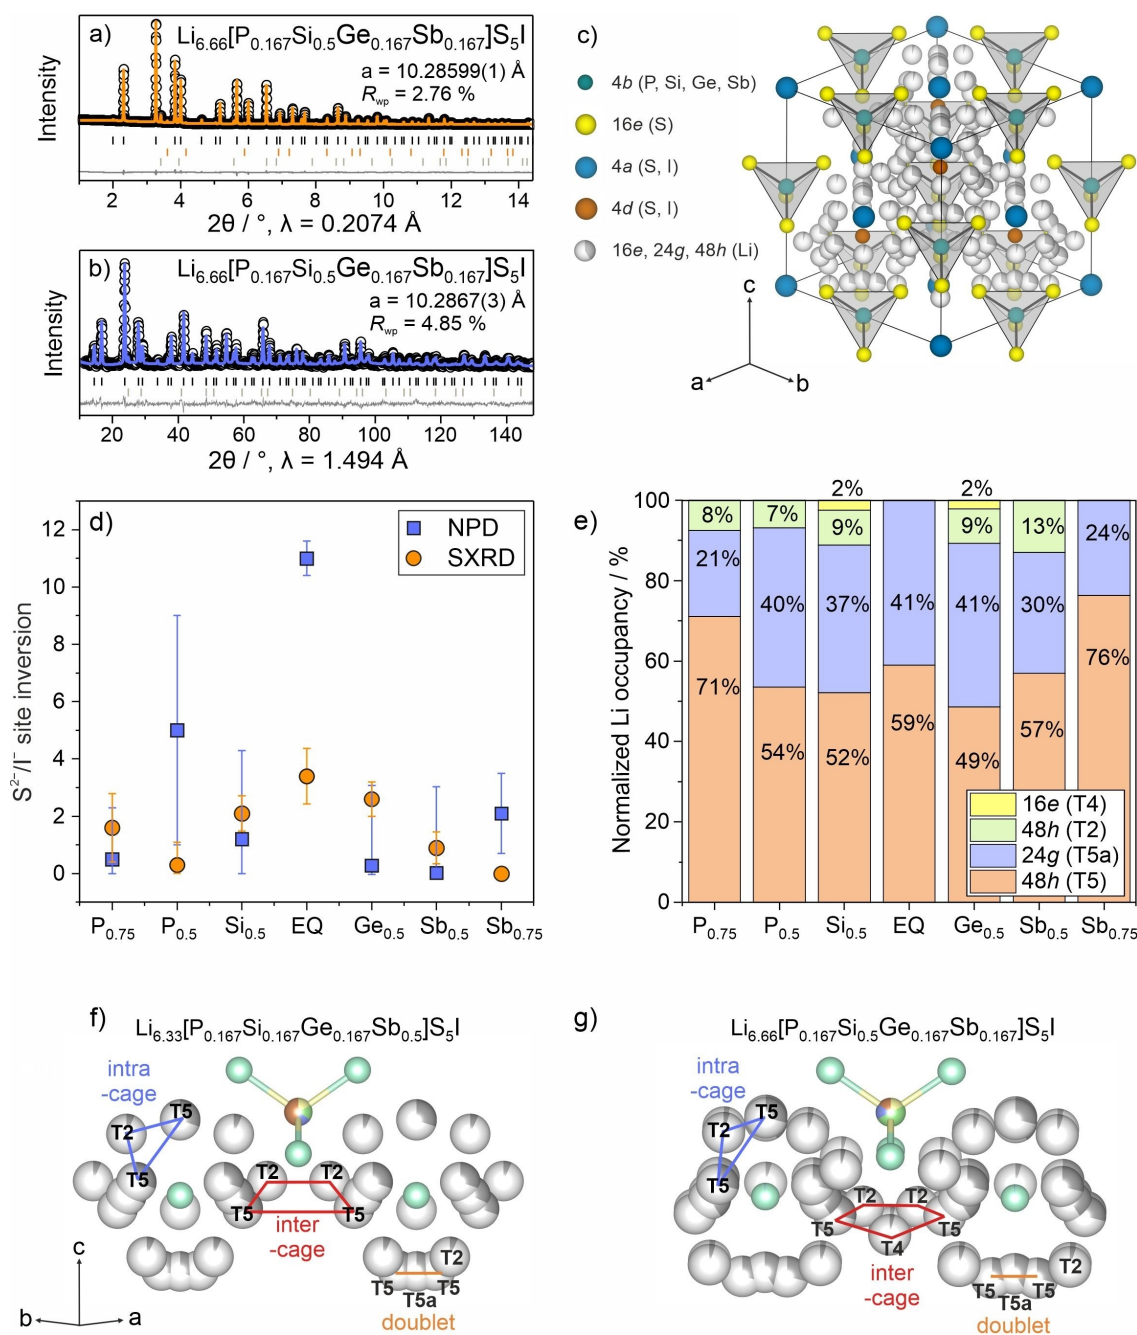 a) Li6.66[P0.167Si0.5Ge0.167Sb0.167]S5I
a = 10.28599(1) Å
Rwp = 2.76 %
Intensity
2 4 6 8 10 12 14
2θ / °, λ = 0.2074 Å
b) Li6.66[P0.167Si0.5Ge0.167Sb0.167]S5I
a = 10.2867(3) Å
Rwp = 4.85 %
Intensity
20 40 60 80 100 120 140
2θ / °, λ = 1.494 Å
c)
4b (P, Si, Ge, Sb)
16e (S)
4a (S, I)
4d (S, I)
16e, 24g, 48h (Li)
c
a
b
d)
NPD
SXRD
S2−/I− site inversion
12
10
8
6
4
2
0
P0.75 P0.5 Si0.5 EQ Ge0.5 Sb0.5 Sb0.75
e)
Normalized Li occupancy / %
100
80
60
40
20
0
2% 2%
8% 7% 9% 9% 13% 24%
21% 40% 37% 41% 41% 30%
71% 54% 52% 59% 49% 57% 76%
16e (T4)
48h (T2)
24g (T5a)
48h (T5)
P0.75 P0.5 Si0.5 EQ Ge0.5 Sb0.5 Sb0.75
f)
Li6.33[P0.167Si0.167Ge0.167Sb0.5]S5I
intra
-cage
T5
T2
T5
T2 T2
T5 T5
inter
-cage
T2
T5 T5
T5a
doublet
c
b
a
g)
Li6.66[P0.167Si0.5Ge0.167Sb0.167]S5I
intra
-cage
T5
T2
T5
T2 T2
T5 T5
T4
inter
-cage
T2
T5 T5
T5a
doublet